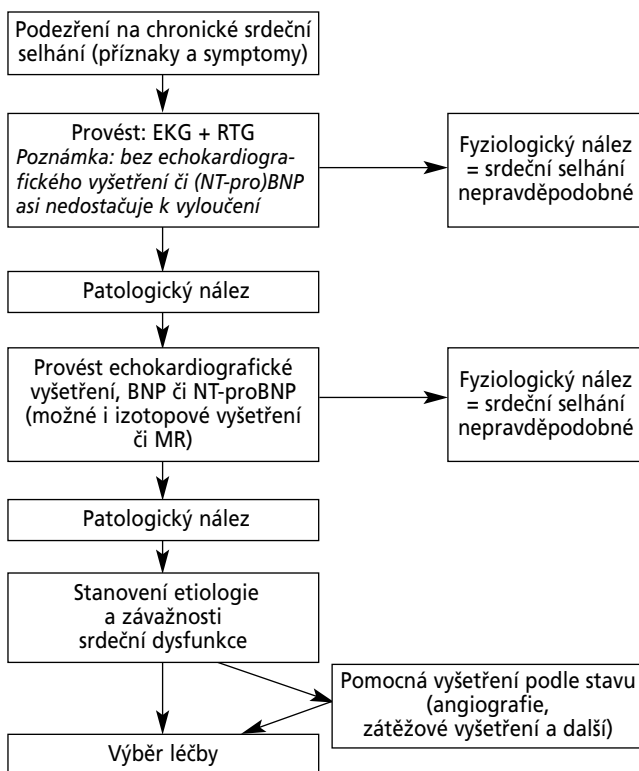 Podezření na chronické srdeční
selhání (příznaky a symptomy)
Provést: EKG + RTG
Poznámka: bez echokardiogra-
fického vyšetření či (NT-pro)BNP
asi nedostačuje k vyloučení
Fyziologický nález
= srdeční selhání
nepravděpodobné
Patologický nález
Provést echokardiografické
vyšetření, BNP či NT-proBNP
(možné i izotopové vyšetření
či MR)
Fyziologický nález
= srdeční selhání
nepravděpodobné
Patologický nález
Stanovení etiologie
a závažnosti
srdeční dysfunkce
Pomocná vyšetření podle stavu
(angiografie,
zátěžové vyšetření a další)
Výběr léčby